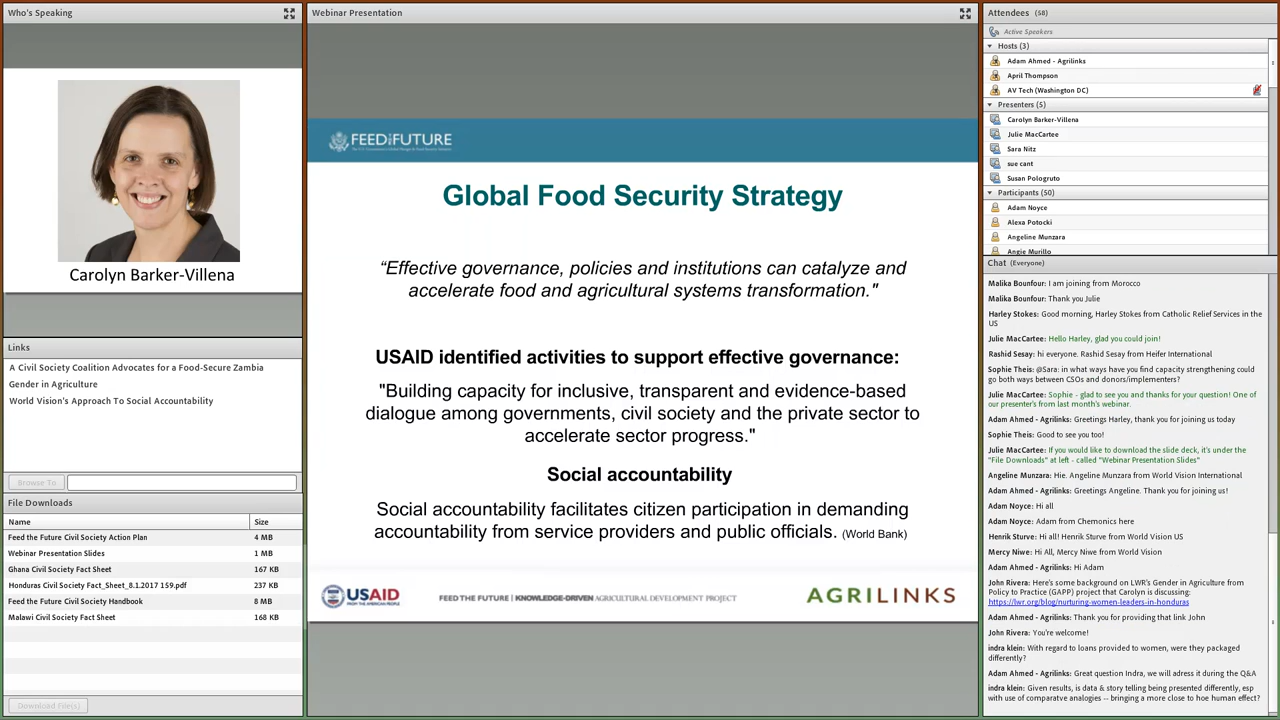 Who's Speaking
Carolyn Barker-Villena
Links
A Civil Society Coalition Advocates for a Food-Secure Zambia
Gender in Agriculture
World Vision's Approach To Social Accountability
Browse To
File Downloads
Name Size
Feed the Future Civil Society Action Plan 4 MB
Webinar Presentation Slides 1 MB
Ghana Civil Society Fact Sheet 167 KB
Honduras Civil Society Fact_Sheet_8.1.2017 159.pdf 237 KB
Feed the Future Civil Society Handbook 8 MB
Malawi Civil Society Fact Sheet 168 KB
Download File(s)
Webinar Presentation
FEED THE FUTURE
Global Food Security Strategy
“Effective governance, policies and institutions can catalyze and
accelerate food and agricultural systems transformation."
USAID identified activities to support effective governance:
"Building capacity for inclusive, transparent and evidence-based
dialogue among governments, civil society and the private sector to
accelerate sector progress."
Social accountability
Social accountability facilitates citizen participation in demanding
accountability from service providers and public officials. (World Bank)
USAID
FROM THE AMERICAN PEOPLE
FEED THE FUTURE | KNOWLEDGE-DRIVEN AGRICULTURAL DEVELOPMENT PROJECT
AGRILINKS
Attendees (58)
Active Speakers
Hosts (3)
Adam Ahmed - Agrilinks
April Thompson
AV Tech (Washington DC)
Presenters (5)
Carolyn Barker-Villena
Julie MacCartee
Sara Nitz
sue cant
Susan Pologruto
Participants (50)
Adam Noyce
Alexa Potocki
Angeline Munzara
Angie Murillo
Chat (Everyone)
Malika Bounfour: I am joining from Morocco
Malika Bounfour: Thank you Julie
Harley Stokes: Good morning, Harley Stokes from Catholic Relief Services in the
US
Julie MacCartee: Hello Harley, glad you could join!
Rashid Sesay: hi everyone. Rashid Sesay from Heifer International
Sophie Theis: @Sara: in what ways have you find capacity strengthening could
go both ways between CSOs and donors/implementers?
Julie MacCartee: Sophie - glad to see you and thanks for your question! One of
our presenter's from last month's webinar.
Adam Ahmed - Agrilinks: Greetings Harley, thank you for joining us today
Sophie Theis: Good to see you too!
Julie MacCartee: If you would like to download the slide deck, it's under the
"File Downloads" at left - called "Webinar Presentation Slides"
Angeline Munzara: Hie. Angeline Munzara from World Vision International
Adam Ahmed - Agrilinks: Greetings Angeline. Thank you for joining us!
Adam Noyce: Hi all
Adam Noyce: Adam from Chemonics here
Henrik Sturve: Hi all! Henrik Sturve from World Vision US
Mercy Niwe: Hi All, Mercy Niwe from World Vision
Adam Ahmed - Agrilinks: Hi Adam
John Rivera: Here's some background on LWR's Gender in Agriculture from
Policy to Practice (GAPP) project that Carolyn is discussing:
https://lwr.org/blog/nurturing-women-leaders-in-honduras
Adam Ahmed - Agrilinks: Thank you for providing that link John
John Rivera: You're welcome!
indra klein: With regard to loans provided to women, were they packaged
differently?
Adam Ahmed - Agrilinks: Great question Indra, we will adress it during the Q&A
indra klein: Given results, is data & story telling being presented differently, esp
with use of comparatve analogies -- bringing a more close to hoe human effect?